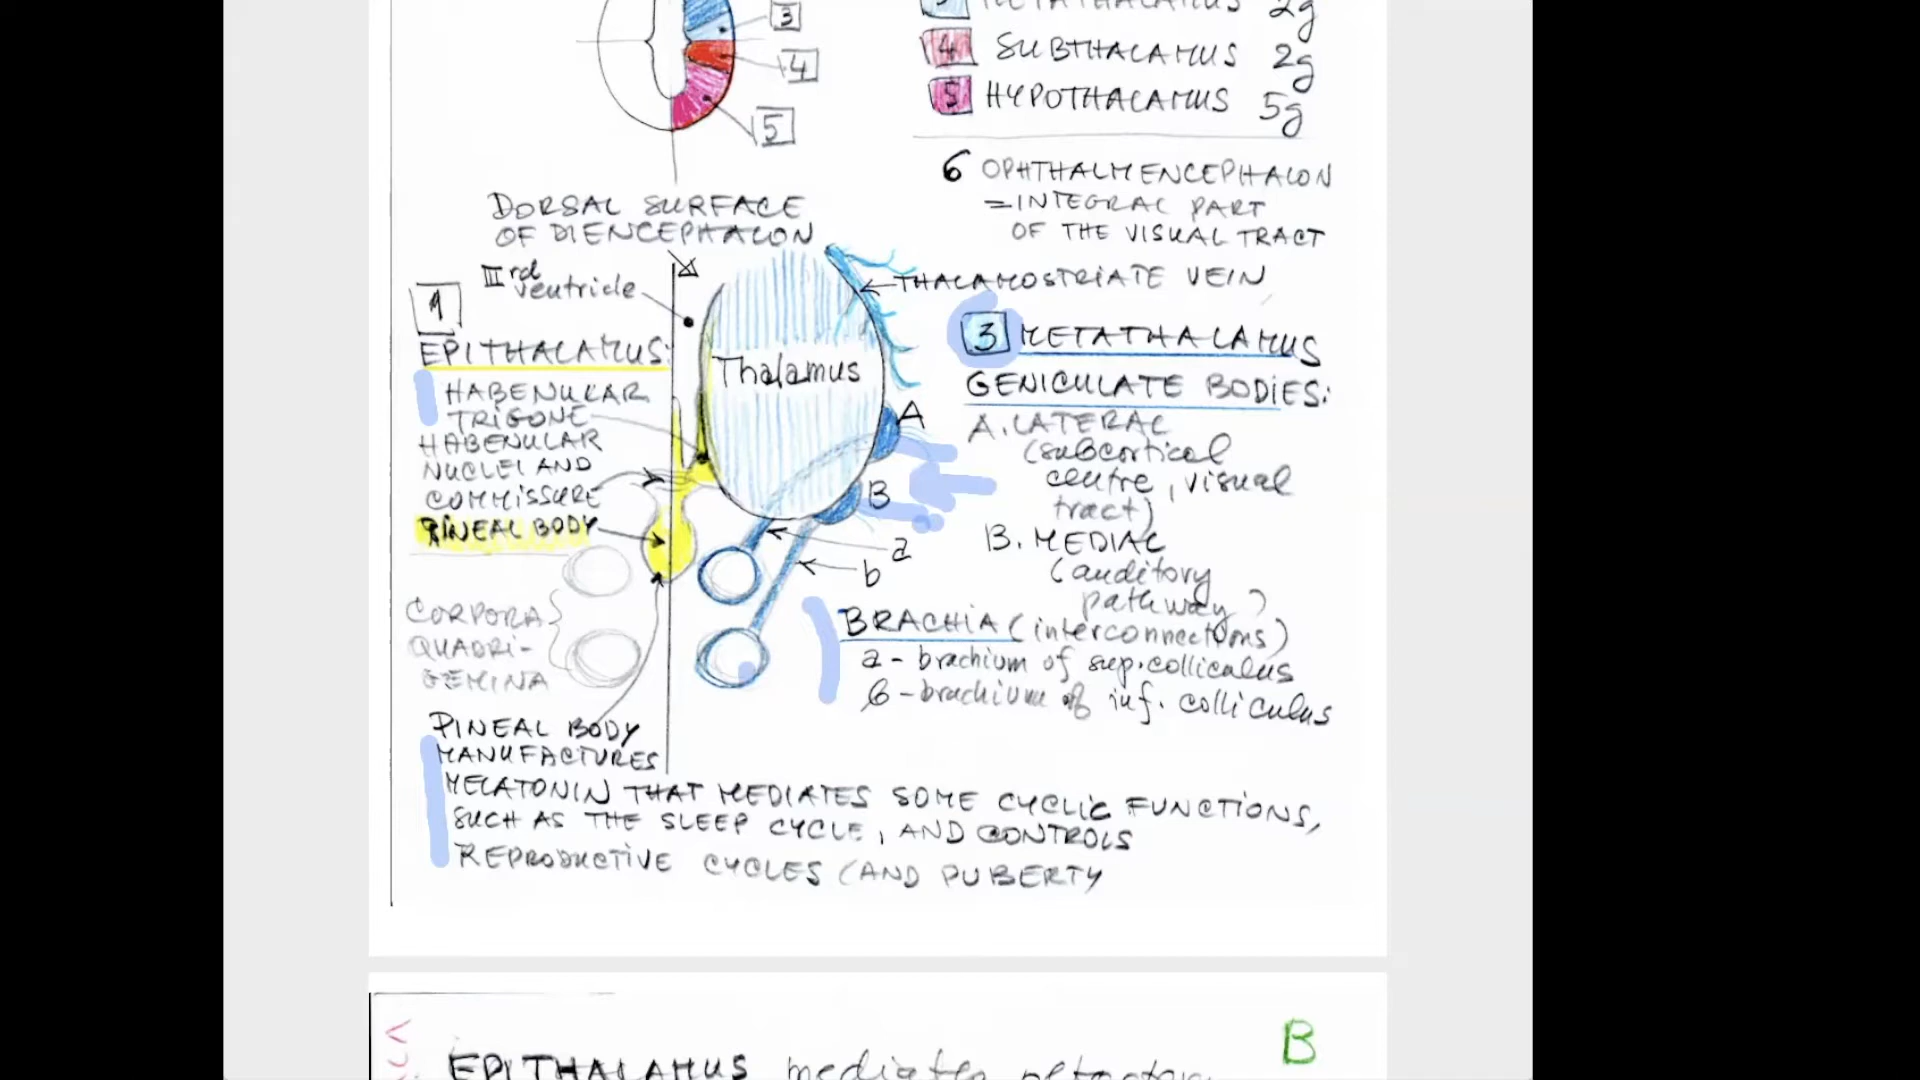 3
4
5
3 METATHALAMUS 2g
4 SUBTHALAMUS 2g
5 HYPOTHALAMUS 5g
6 OPHTHALMENCEPHALON
= INTEGRAL PART
OF THE VISUAL TRACT
DORSAL SURFACE
OF DIENCEPHALON
III rd
ventricle
THALAMOSTRIATE VEIN
1
EPITHALAMUS:
HABENULAR
TRIGONE
HABENULAR
NUCLEI AND
COMMISSURE
PINEAL BODY
Thalamus
A
B
a
b
3 METATHALAMUS
GENICULATE BODIES:
A. LATERAL
(subcortical
centre, visual
tract)
B. MEDIAL
(auditory
pathway)
CORPORA
QUADRI-
GEMINA
BRACHIA (interconnections)
a - brachium of sup. colliculus
b - brachium of inf. colliculus
PINEAL BODY
MANUFACTURES
MELATONIN THAT MEDIATES SOME CYCLIC FUNCTIONS,
SUCH AS THE SLEEP CYCLE, AND CONTROLS
REPRODUCTIVE CYCLES (AND PUBERTY
B
EPITHALAMUS mediates